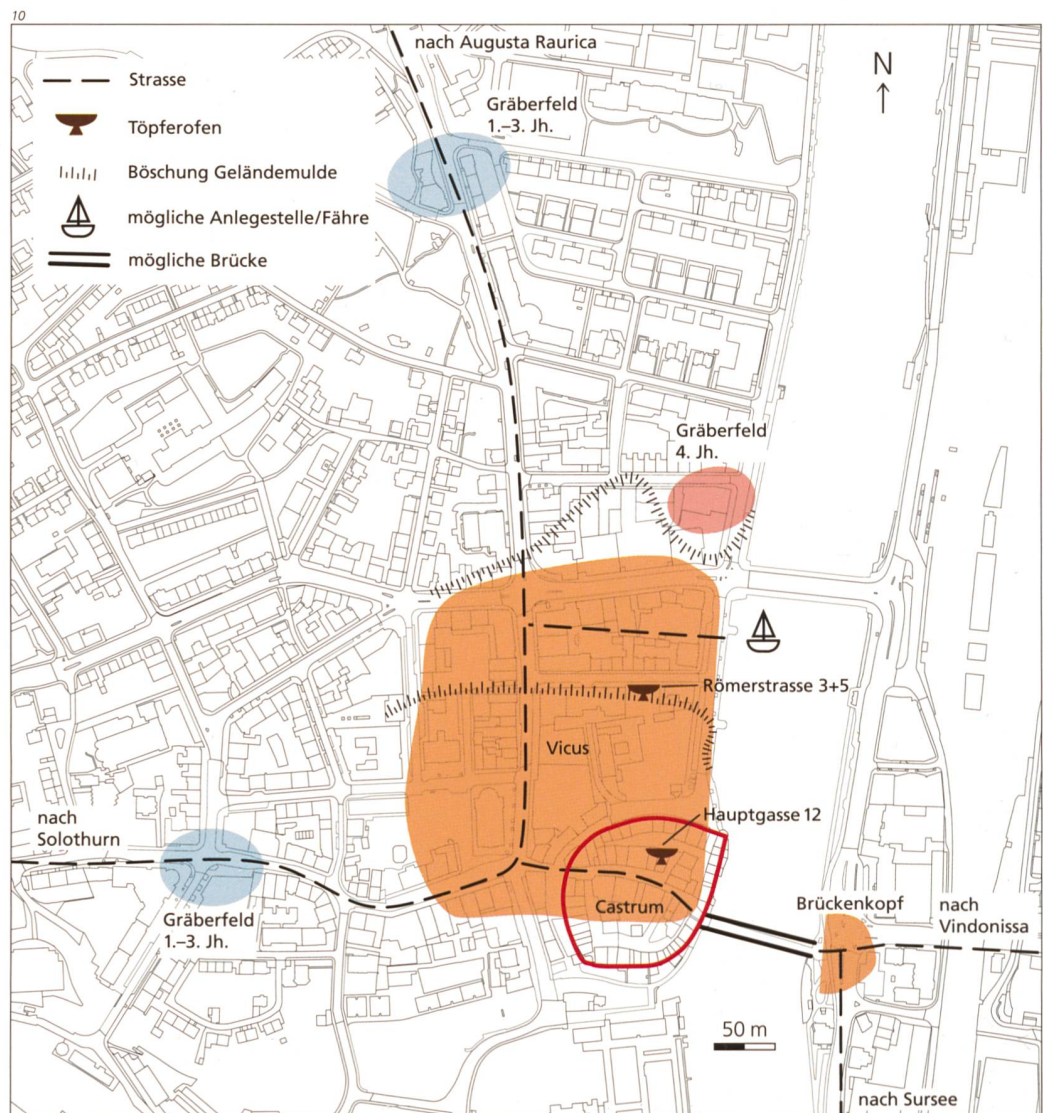 10
nach Augusta Raurica
N
Strasse
Töpferofen
Böschung Geländemulde
mögliche Anlegestelle/Fähre
mögliche Brücke
Gräberfeld
1.–3. Jh.
Gräberfeld
4. Jh.
Römerstrasse 3+5
Vicus
Hauptgasse 12
nach
Solothurn
Gräberfeld
1.–3. Jh.
Castrum
Brückenkopf
nach
Vindonissa
50 m
nach Sursee